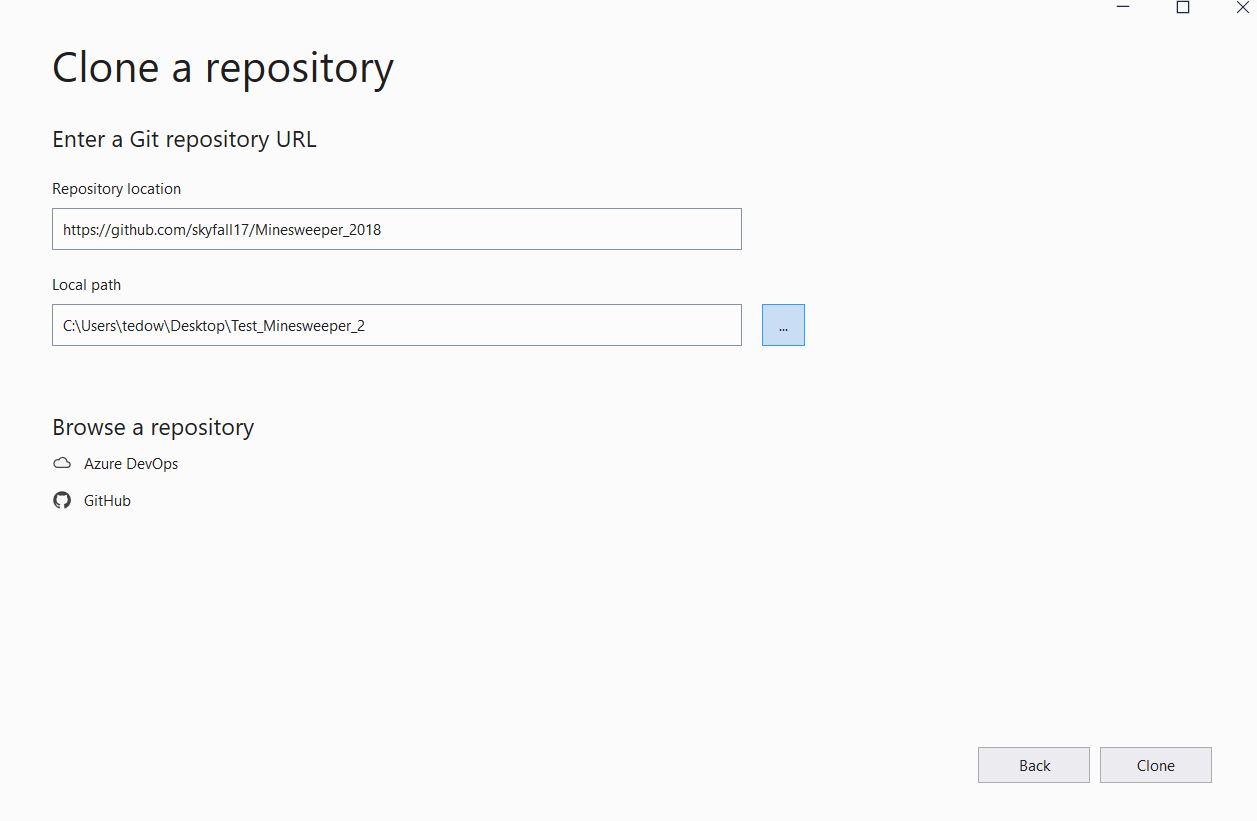 Clone a repository
Enter a Git repository URL
Repository location
https://github.com/skyfall17/Minesweeper_2018
Local path
C:\Users\tedow\Desktop\Test_Minesweeper_2
...
Browse a repository
Azure DevOps
GitHub
Back
Clone